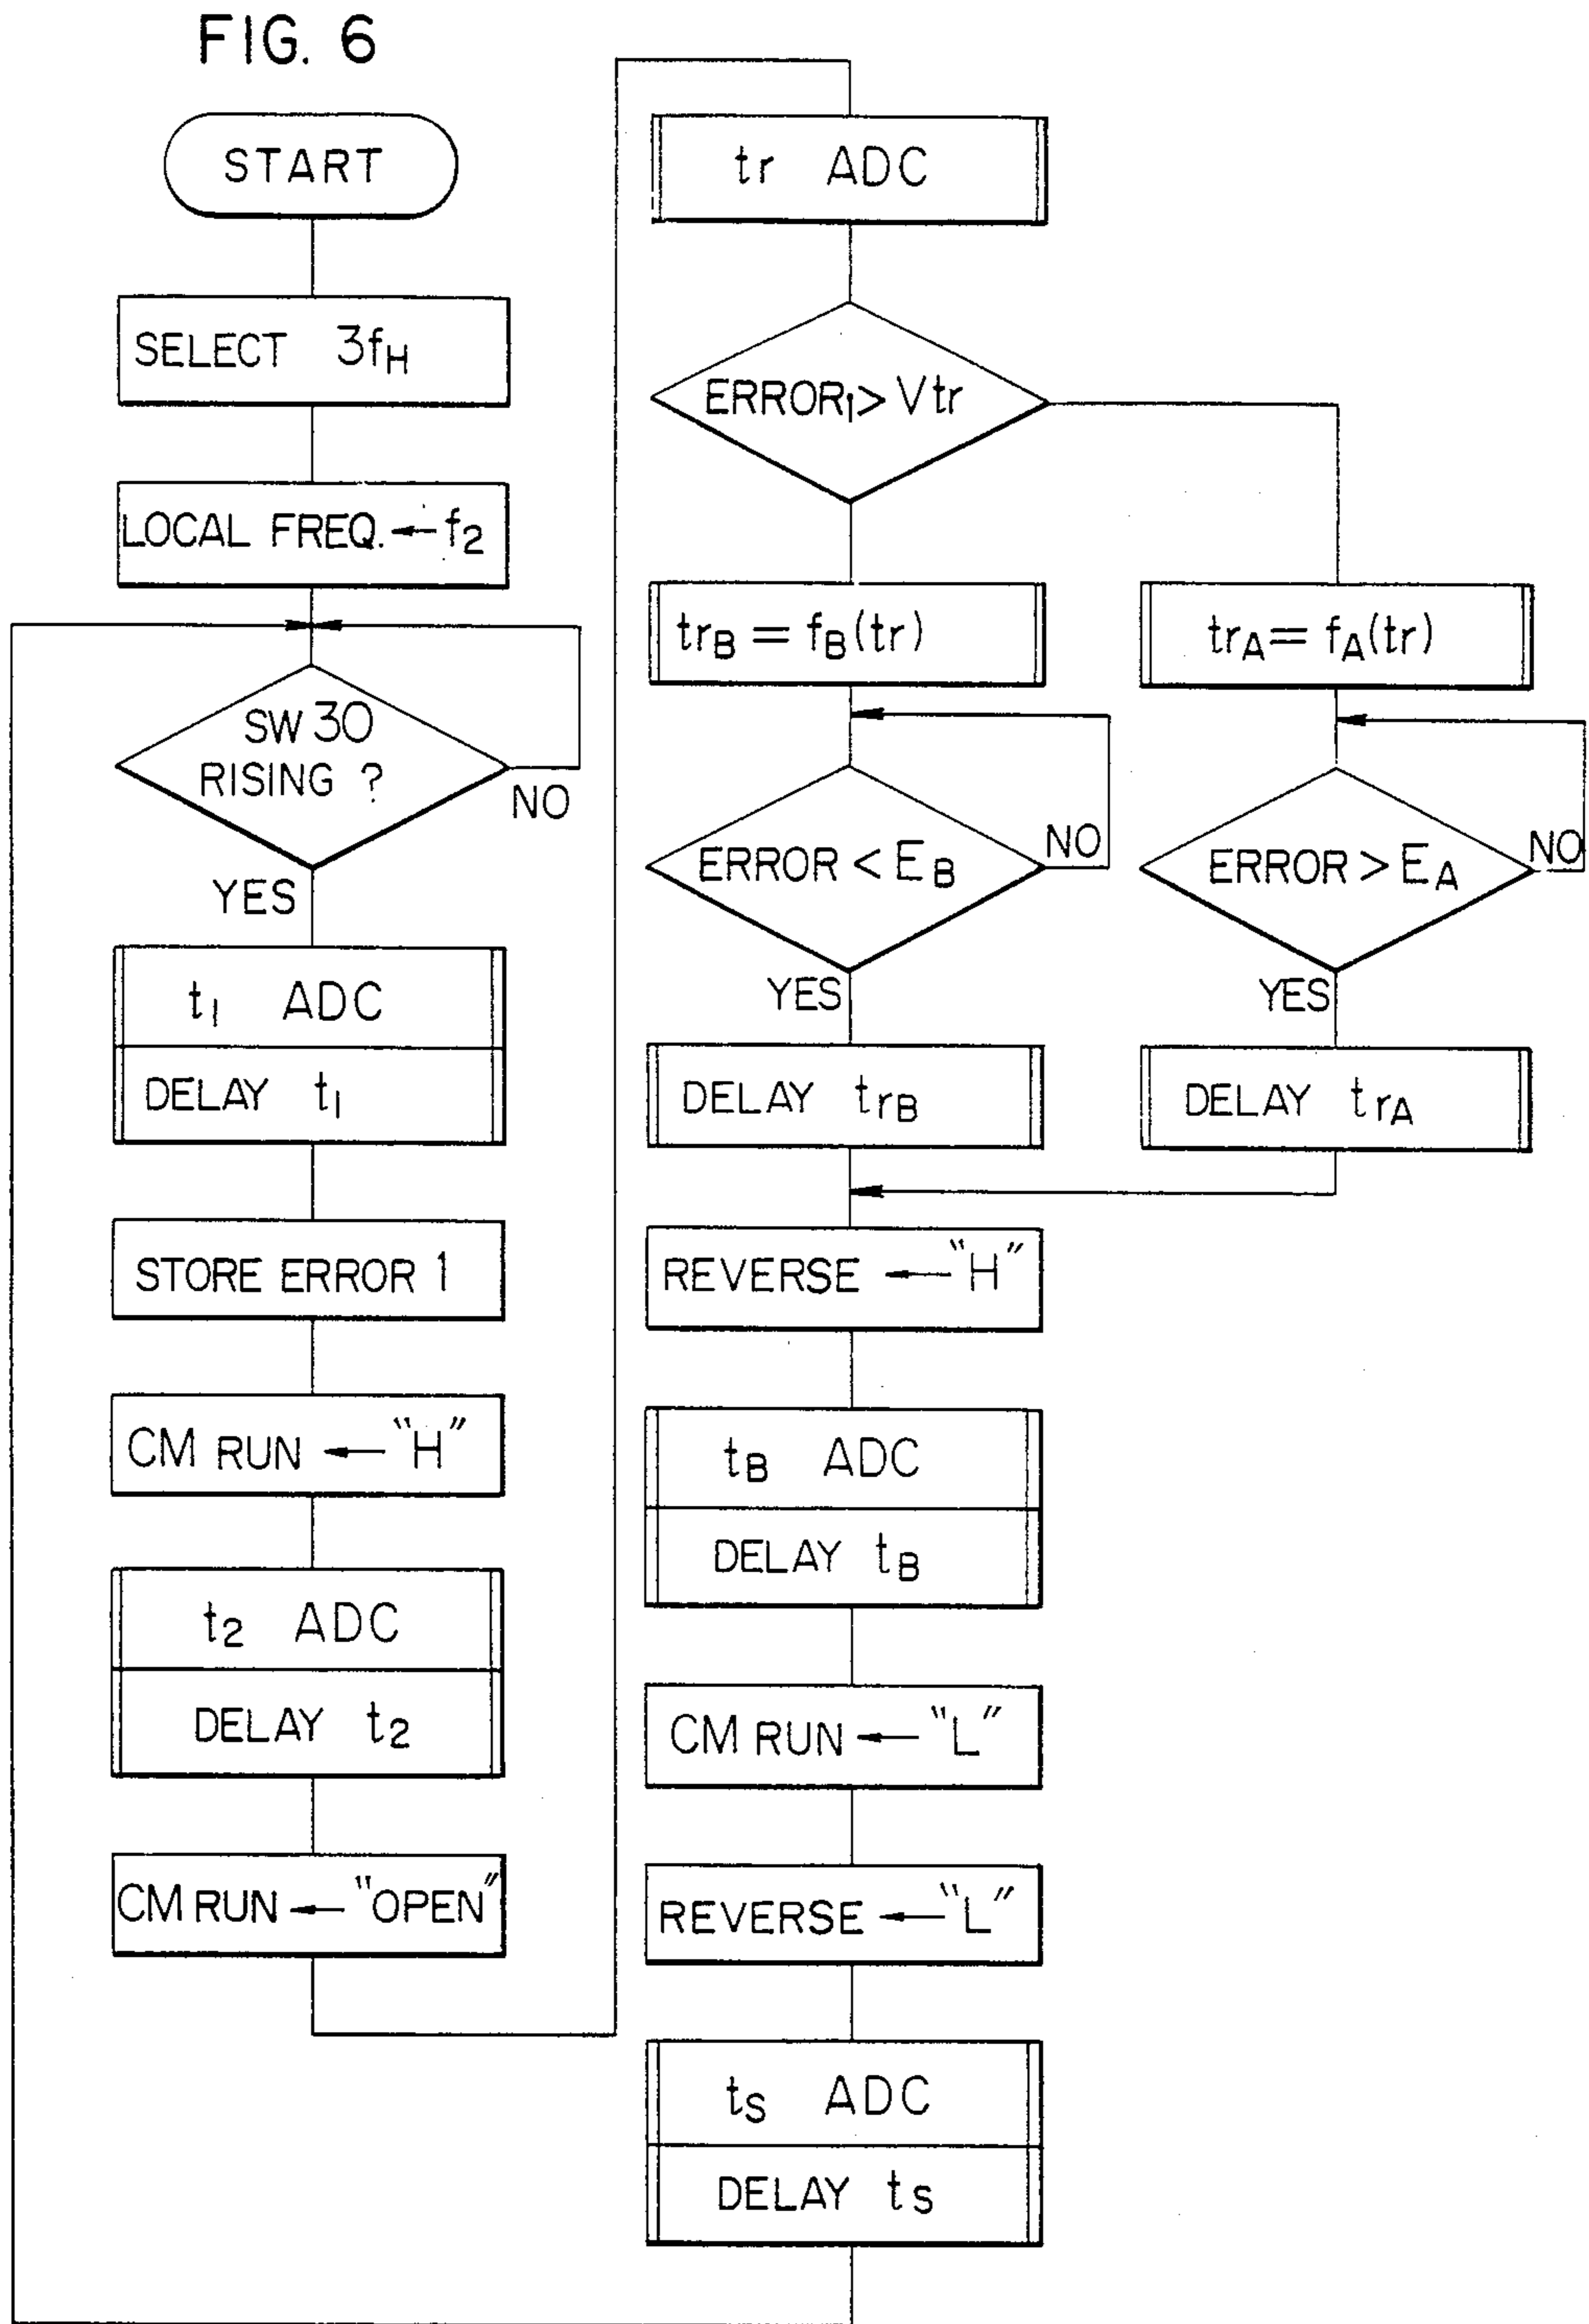 FIG. 6
START
SELECT 3fH
LOCAL FREQ. ← f2
SW 30
RISING ?
NO
YES
t1 ADC
DELAY t1
STORE ERROR 1
CM RUN ← "H"
t2 ADC
DELAY t2
CM RUN ← "OPEN"
tr ADC
ERROR1 > Vtr
trB = fB(tr)
trA = fA(tr)
ERROR < EB
NO
ERROR > EA
NO
YES
YES
DELAY trB
DELAY trA
REVERSE ← "H"
tB ADC
DELAY tB
CM RUN ← "L"
REVERSE ← "L"
tS ADC
DELAY tS